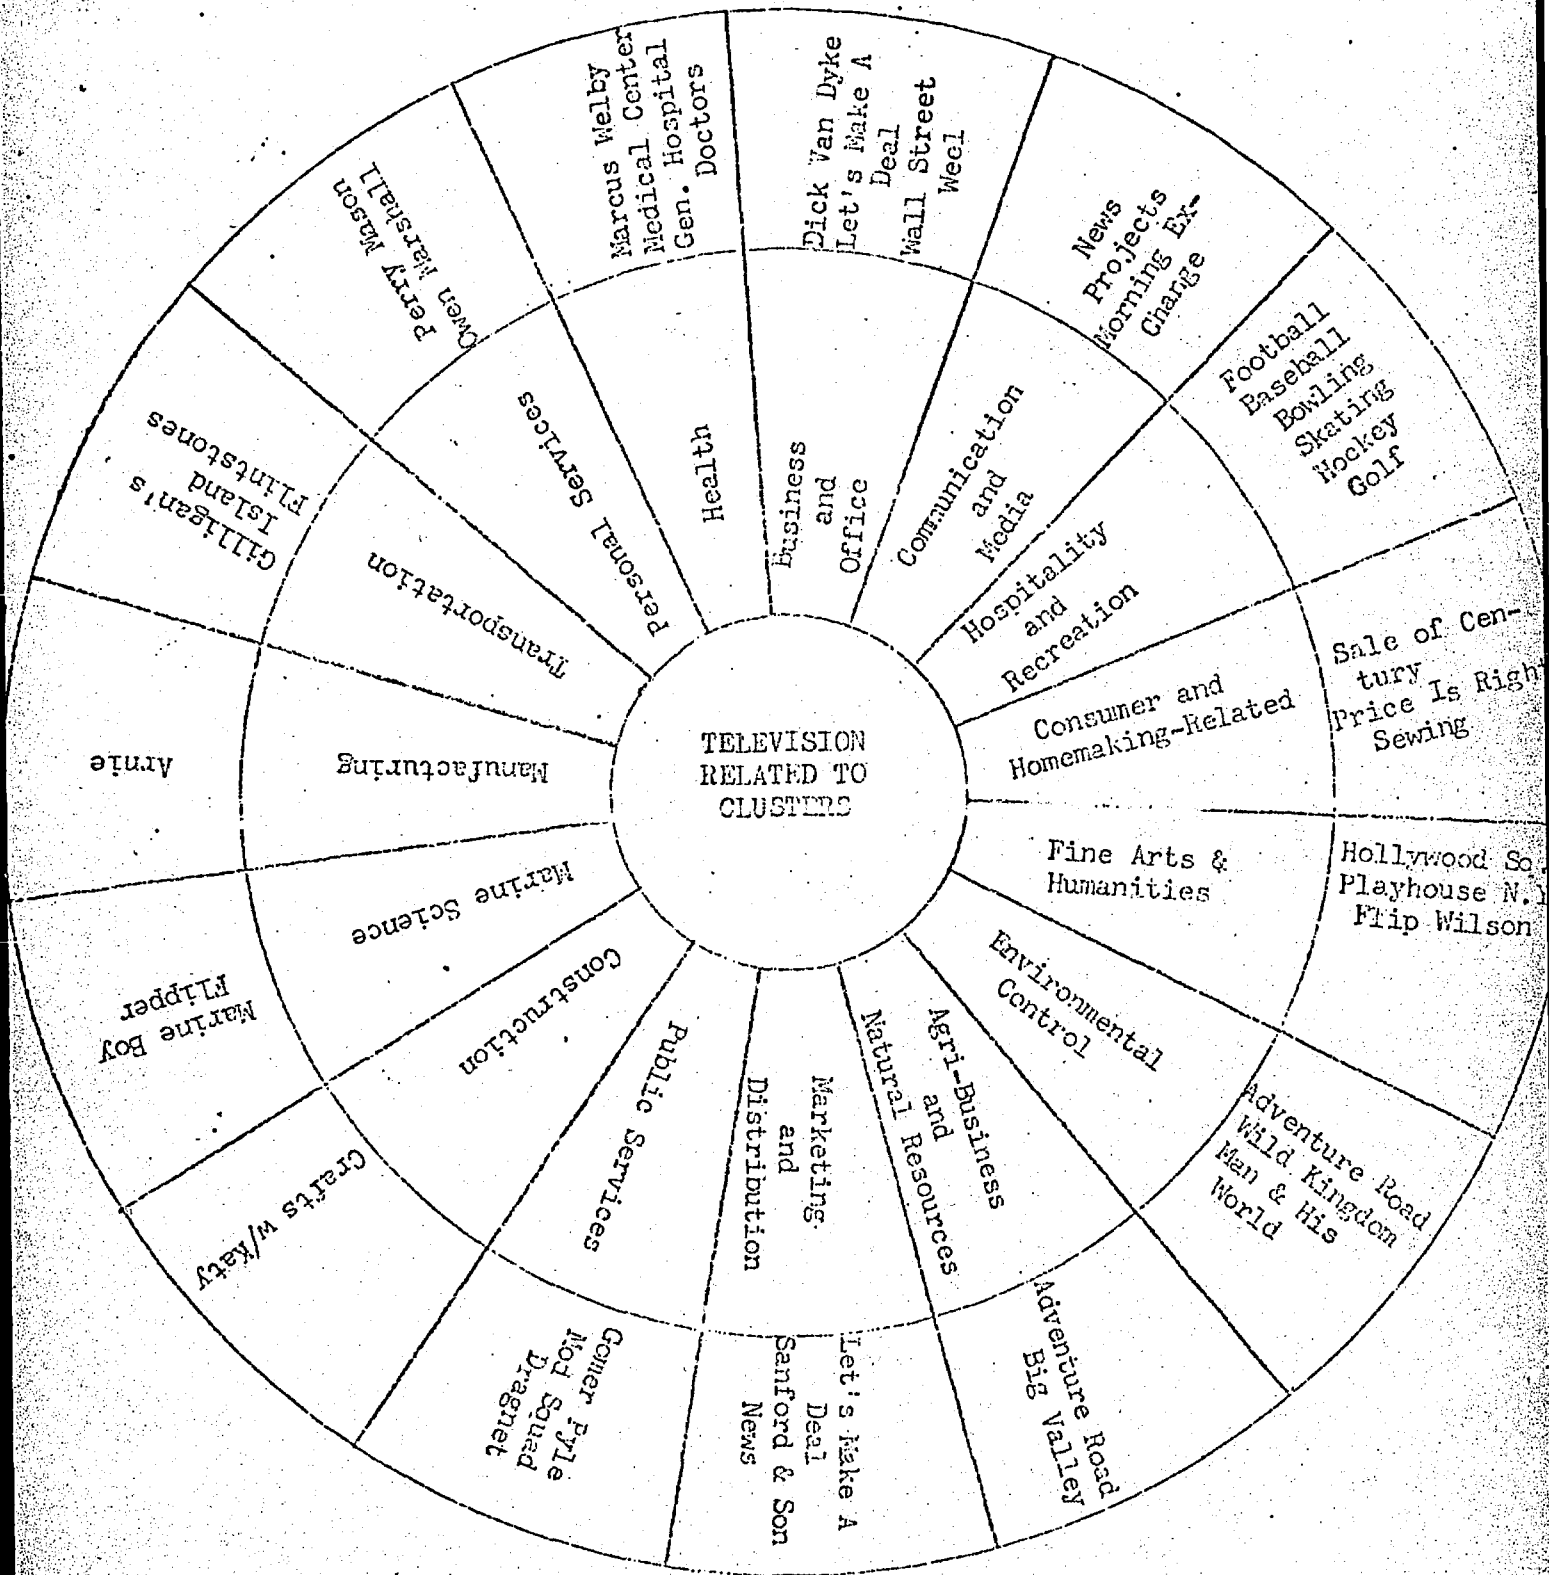 TELEVISION
RELATED TO
CLUSTERS
Business
and
Office
Dick Van Dyke
Let's Make A
Deal
Wall Street
Communication
and
Media
News
Projects
Morning Ex-
Change
Hospitality
and
Recreation
Football
Baseball
Bowling
Skating
Hockey
Golf
Consumer and
Homemaking-Related
Sale of Cen-
tury
Price Is Right
Sewing
Fine Arts &
Humanities
Hollywood Sq.
Playhouse N.Y
Flip Wilson
Environmental
Control
Adventure Road
Wild Kingdom
Man & His
World
Agri-Business
and
Natural Resources
Adventure Road
Big Valley
Marketing
and
Distribution
Let's Make A
Deal
Sanford & Son
News
Public Services
Gomer Pyle
Mod Squad
Dragnet
Construction
Crafts w/Katy
Marine Science
Marine Boy
Flipper
Manufacturing
Arnie
Transportation
Gilligan's
Island
Flintstones
Personal Services
Perry Mason
Owen Marshall
Health
Marcus Welby
Medical Center
Gen. Hospital
Doctors